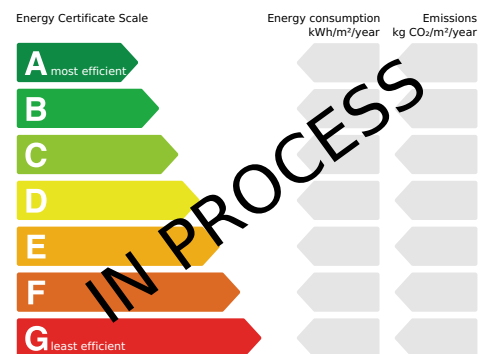 Energy Certificate Scale
Energy consumption
kWh/m²/year
Emissions
kg CO₂/m²/year
A most efficient
B
C
D
E
F
G least efficient
IN PROCESS